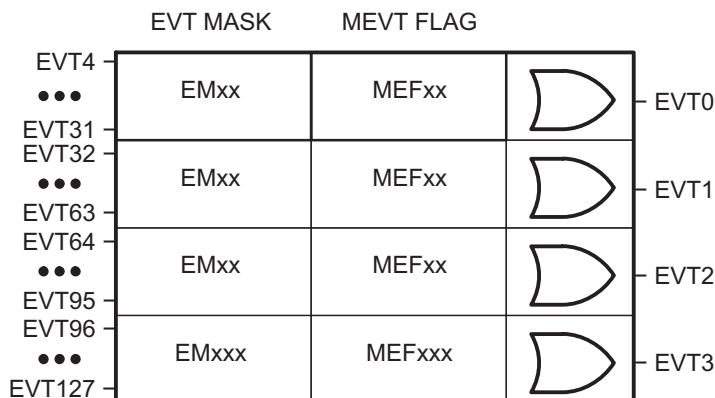 EVT MASK MEVT FLAG
EVT4
••• EMxx MEFxx EVT0
EVT31
EVT32
••• EMxx MEFxx EVT1
EVT63
EVT64
••• EMxx MEFxx EVT2
EVT95
EVT96
••• EMxxx MEFxxx EVT3
EVT127